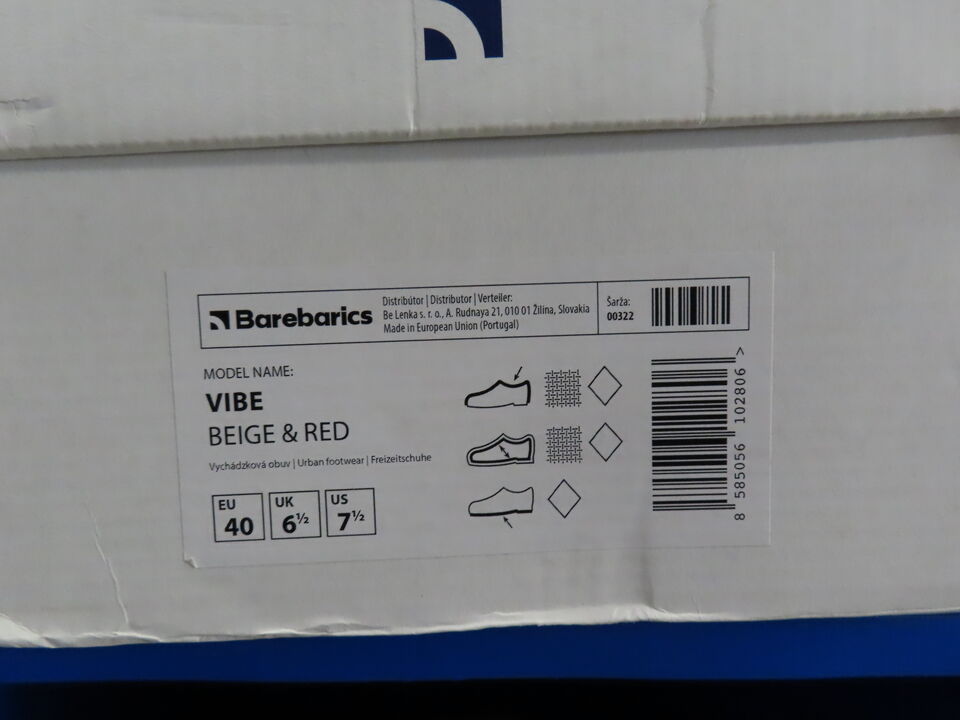 Barebarics
Distribútor | Distributor | Verteiler:
Be Lenka s. r. o., A. Rudnaya 21, 010 01 Žilina, Slovakia
Made in European Union (Portugal)
Šarža:
00322
MODEL NAME:
VIBE
BEIGE & RED
Vychádzková obuv | Urban footwear | Freizeitschuhe
EU
40
UK
6½
US
7½
8 585056 102806 >